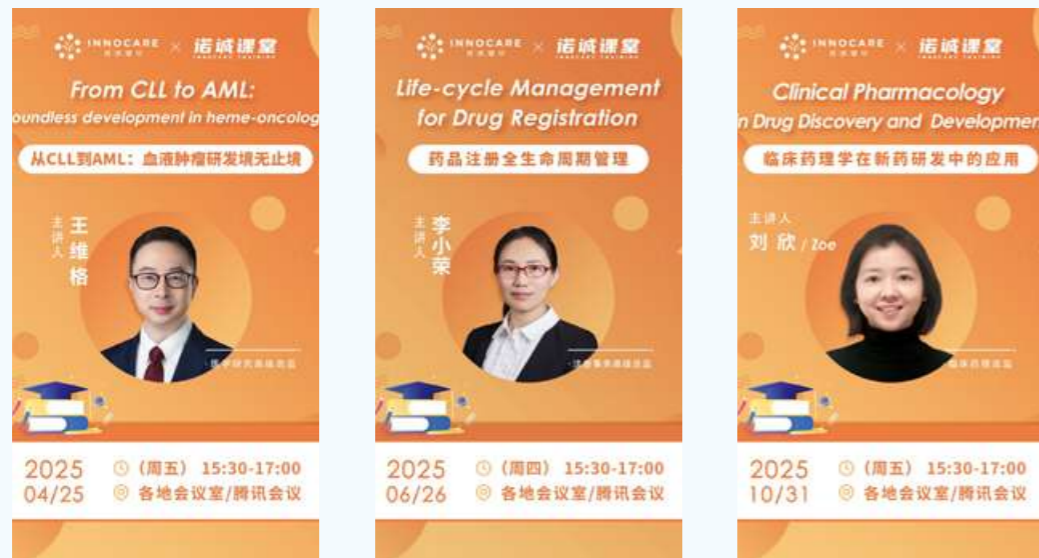 INNOCARE × 诺诚课堂
From CLL to AML:
oundless development in heme-oncolog
从CLL到AML：血液肿瘤研发境无止境
主讲人
王维格
2025
04/25
（周五） 15:30-17:00
各地会议室/腾讯会议
INNOCARE × 诺诚课堂
Life-cycle Management
for Drug Registration
药品注册全生命周期管理
主讲人
李小荣
2025
06/26
（周四） 15:30-17:00
各地会议室/腾讯会议
INNOCARE × 诺诚课堂
Clinical Pharmacology
n Drug Discovery and Developmen
临床药理学在新药研发中的应用
主讲人
刘 欣 / Zoe
临床药理总监
2025
10/31
（周五） 15:30-17:00
各地会议室/腾讯会议